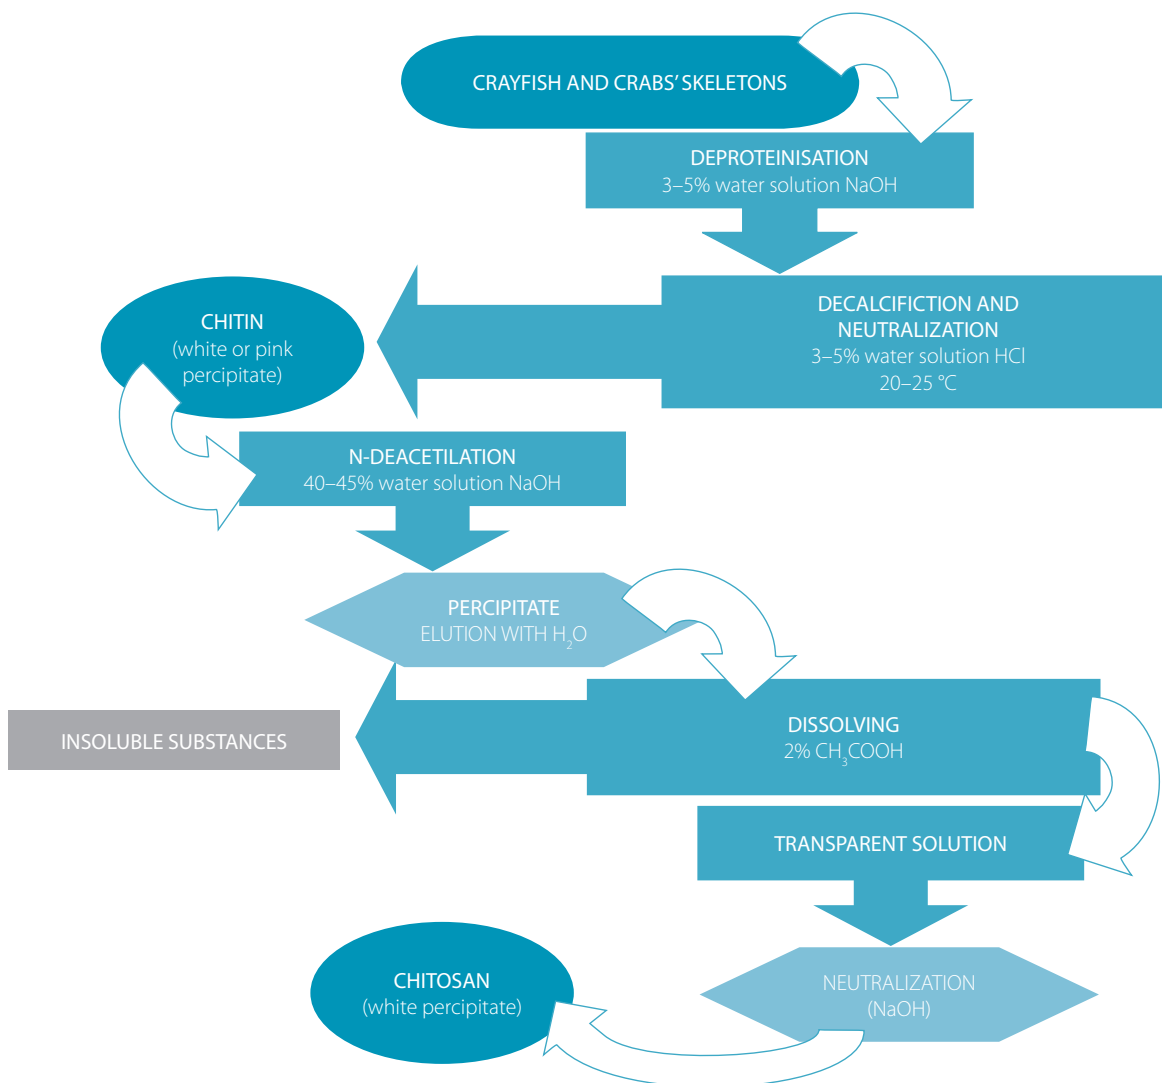 CRAYFISH AND CRABS’ SKELETONS
DEPROTEINISATION
3–5% water solution NaOH
DECALCIFICTION AND
NEUTRALIZATION
3–5% water solution HCl
20–25 °C
CHITIN
(white or pink
percipitate)
N-DEACETILATION
40–45% water solution NaOH
PERCIPITATE
ELUTION WITH H₂O
DISSOLVING
2% CH₃COOH
INSOLUBLE SUBSTANCES
TRANSPARENT SOLUTION
NEUTRALIZATION
(NaOH)
CHITOSAN
(white percipitate)